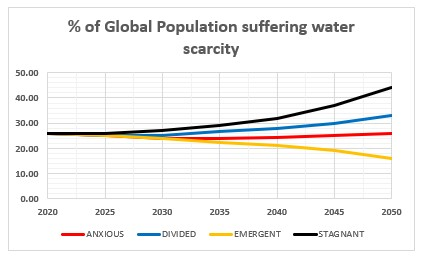 % of Global Population suffering water
scarcity
50.00
40.00
30.00
20.00
10.00
0.00
2020 2025 2030 2035 2040 2045 2050
ANXIOUS DIVIDED EMERGENT STAGNANT